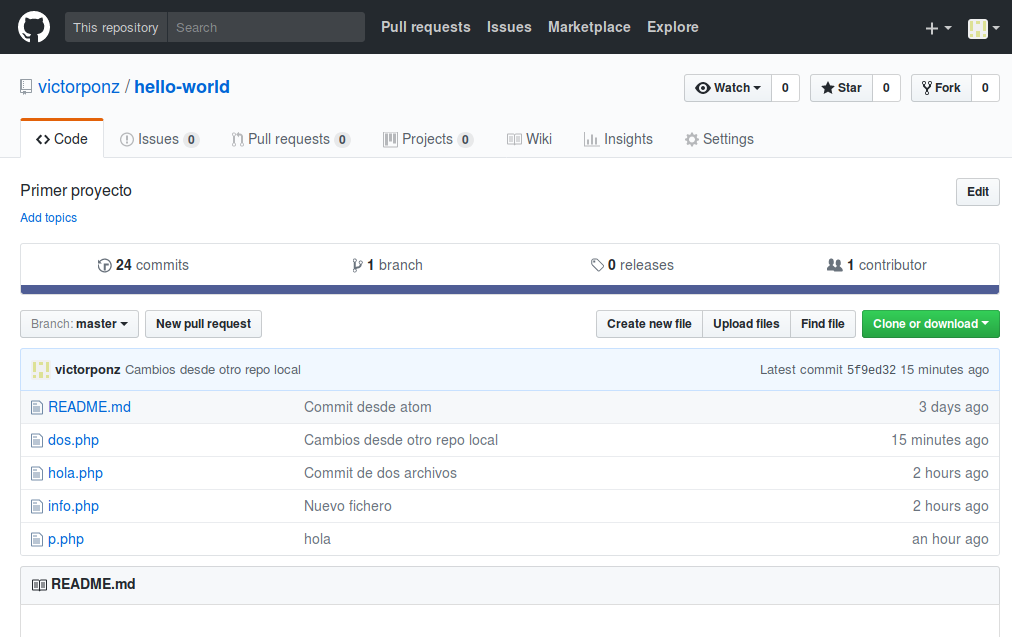 This repository Search Pull requests Issues Marketplace Explore
victorponz / hello-world Watch 0 Star 0 Fork 0
Code Issues 0 Pull requests 0 Projects 0 Wiki Insights Settings
Primer proyecto Edit
Add topics
24 commits 1 branch 0 releases 1 contributor
Branch: master New pull request Create new file Upload files Find file Clone or download
victorponz Cambios desde otro repo local Latest commit 5f9ed32 15 minutes ago
README.md Commit desde atom 3 days ago
dos.php Cambios desde otro repo local 15 minutes ago
hola.php Commit de dos archivos 2 hours ago
info.php Nuevo fichero 2 hours ago
p.php hola an hour ago
README.md